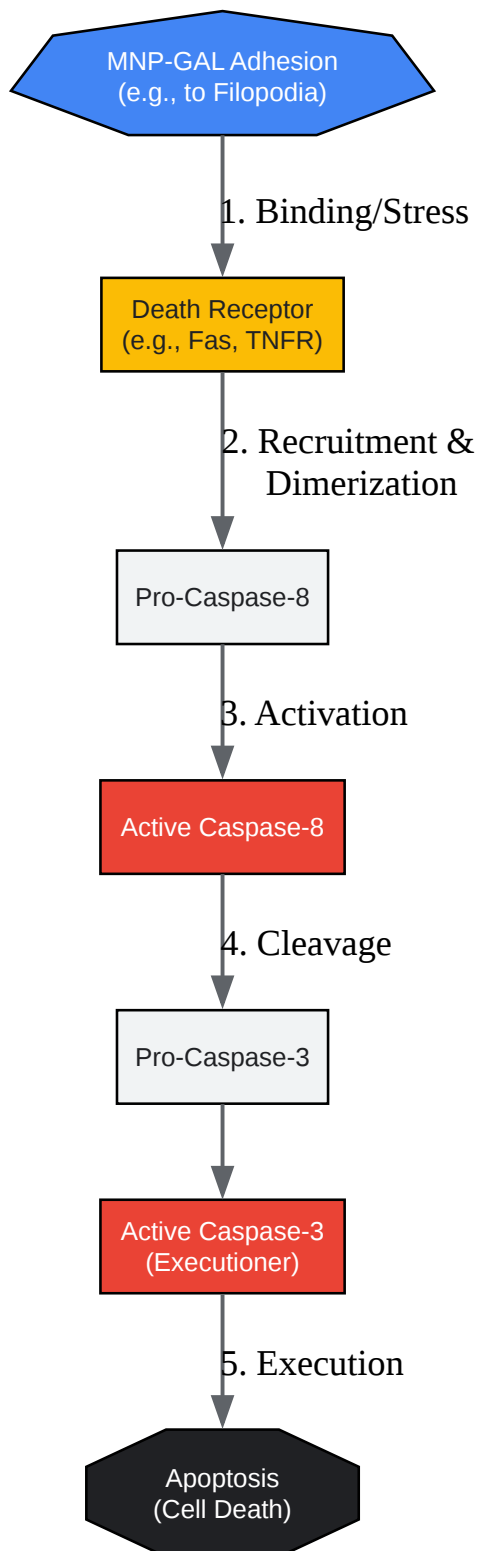 MNP-GAL Adhesion
(e.g., to Filopodia)
1. Binding/Stress
Death Receptor
(e.g., Fas, TNFR)
2. Recruitment &
Dimerization
Pro-Caspase-8
3. Activation
Active Caspase-8
4. Cleavage
Pro-Caspase-3
Active Caspase-3
(Executioner)
5. Execution
Apoptosis
(Cell Death)